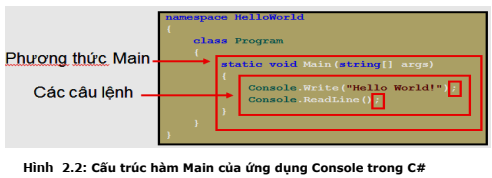 namespace HelloWorld
{
class Program
{
Phương thức Main
static void Main(string[] args)
{
Các câu lệnh
Console.Write("Hello World!");
Console.ReadLine();
}
}
}
Hình 2.2: Cấu trúc hàm Main của ứng dụng Console trong C#